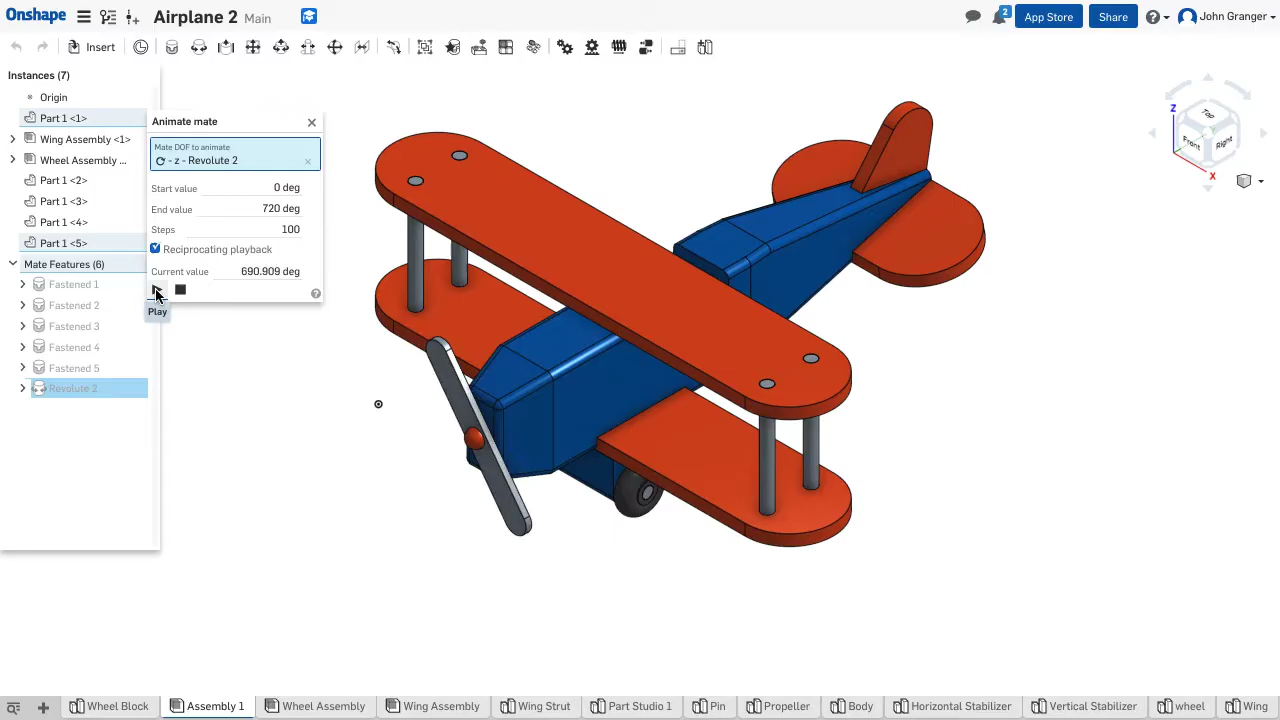 Onshape
Airplane 2 Main
2
App Store
Share
John Granger
Insert
Instances (7)
Origin
Part 1 <1>
Wing Assembly <1>
Wheel Assembly ...
Part 1 <2>
Part 1 <3>
Part 1 <4>
Part 1 <5>
Mate Features (6)
Fastened 1
Fastened 2
Fastened 3
Fastened 4
Fastened 5
Revolute 2
Animate mate
Mate DOF to animate
- z - Revolute 2
Start value 0 deg
End value 720 deg
Steps 100
Reciprocating playback
Current value 690.909 deg
Play
Z
Top
Front
Right
X
Wheel Block
Assembly 1
Wheel Assembly
Wing Assembly
Wing Strut
Part Studio 1
Pin
Propeller
Body
Horizontal Stabilizer
Vertical Stabilizer
wheel
Wing